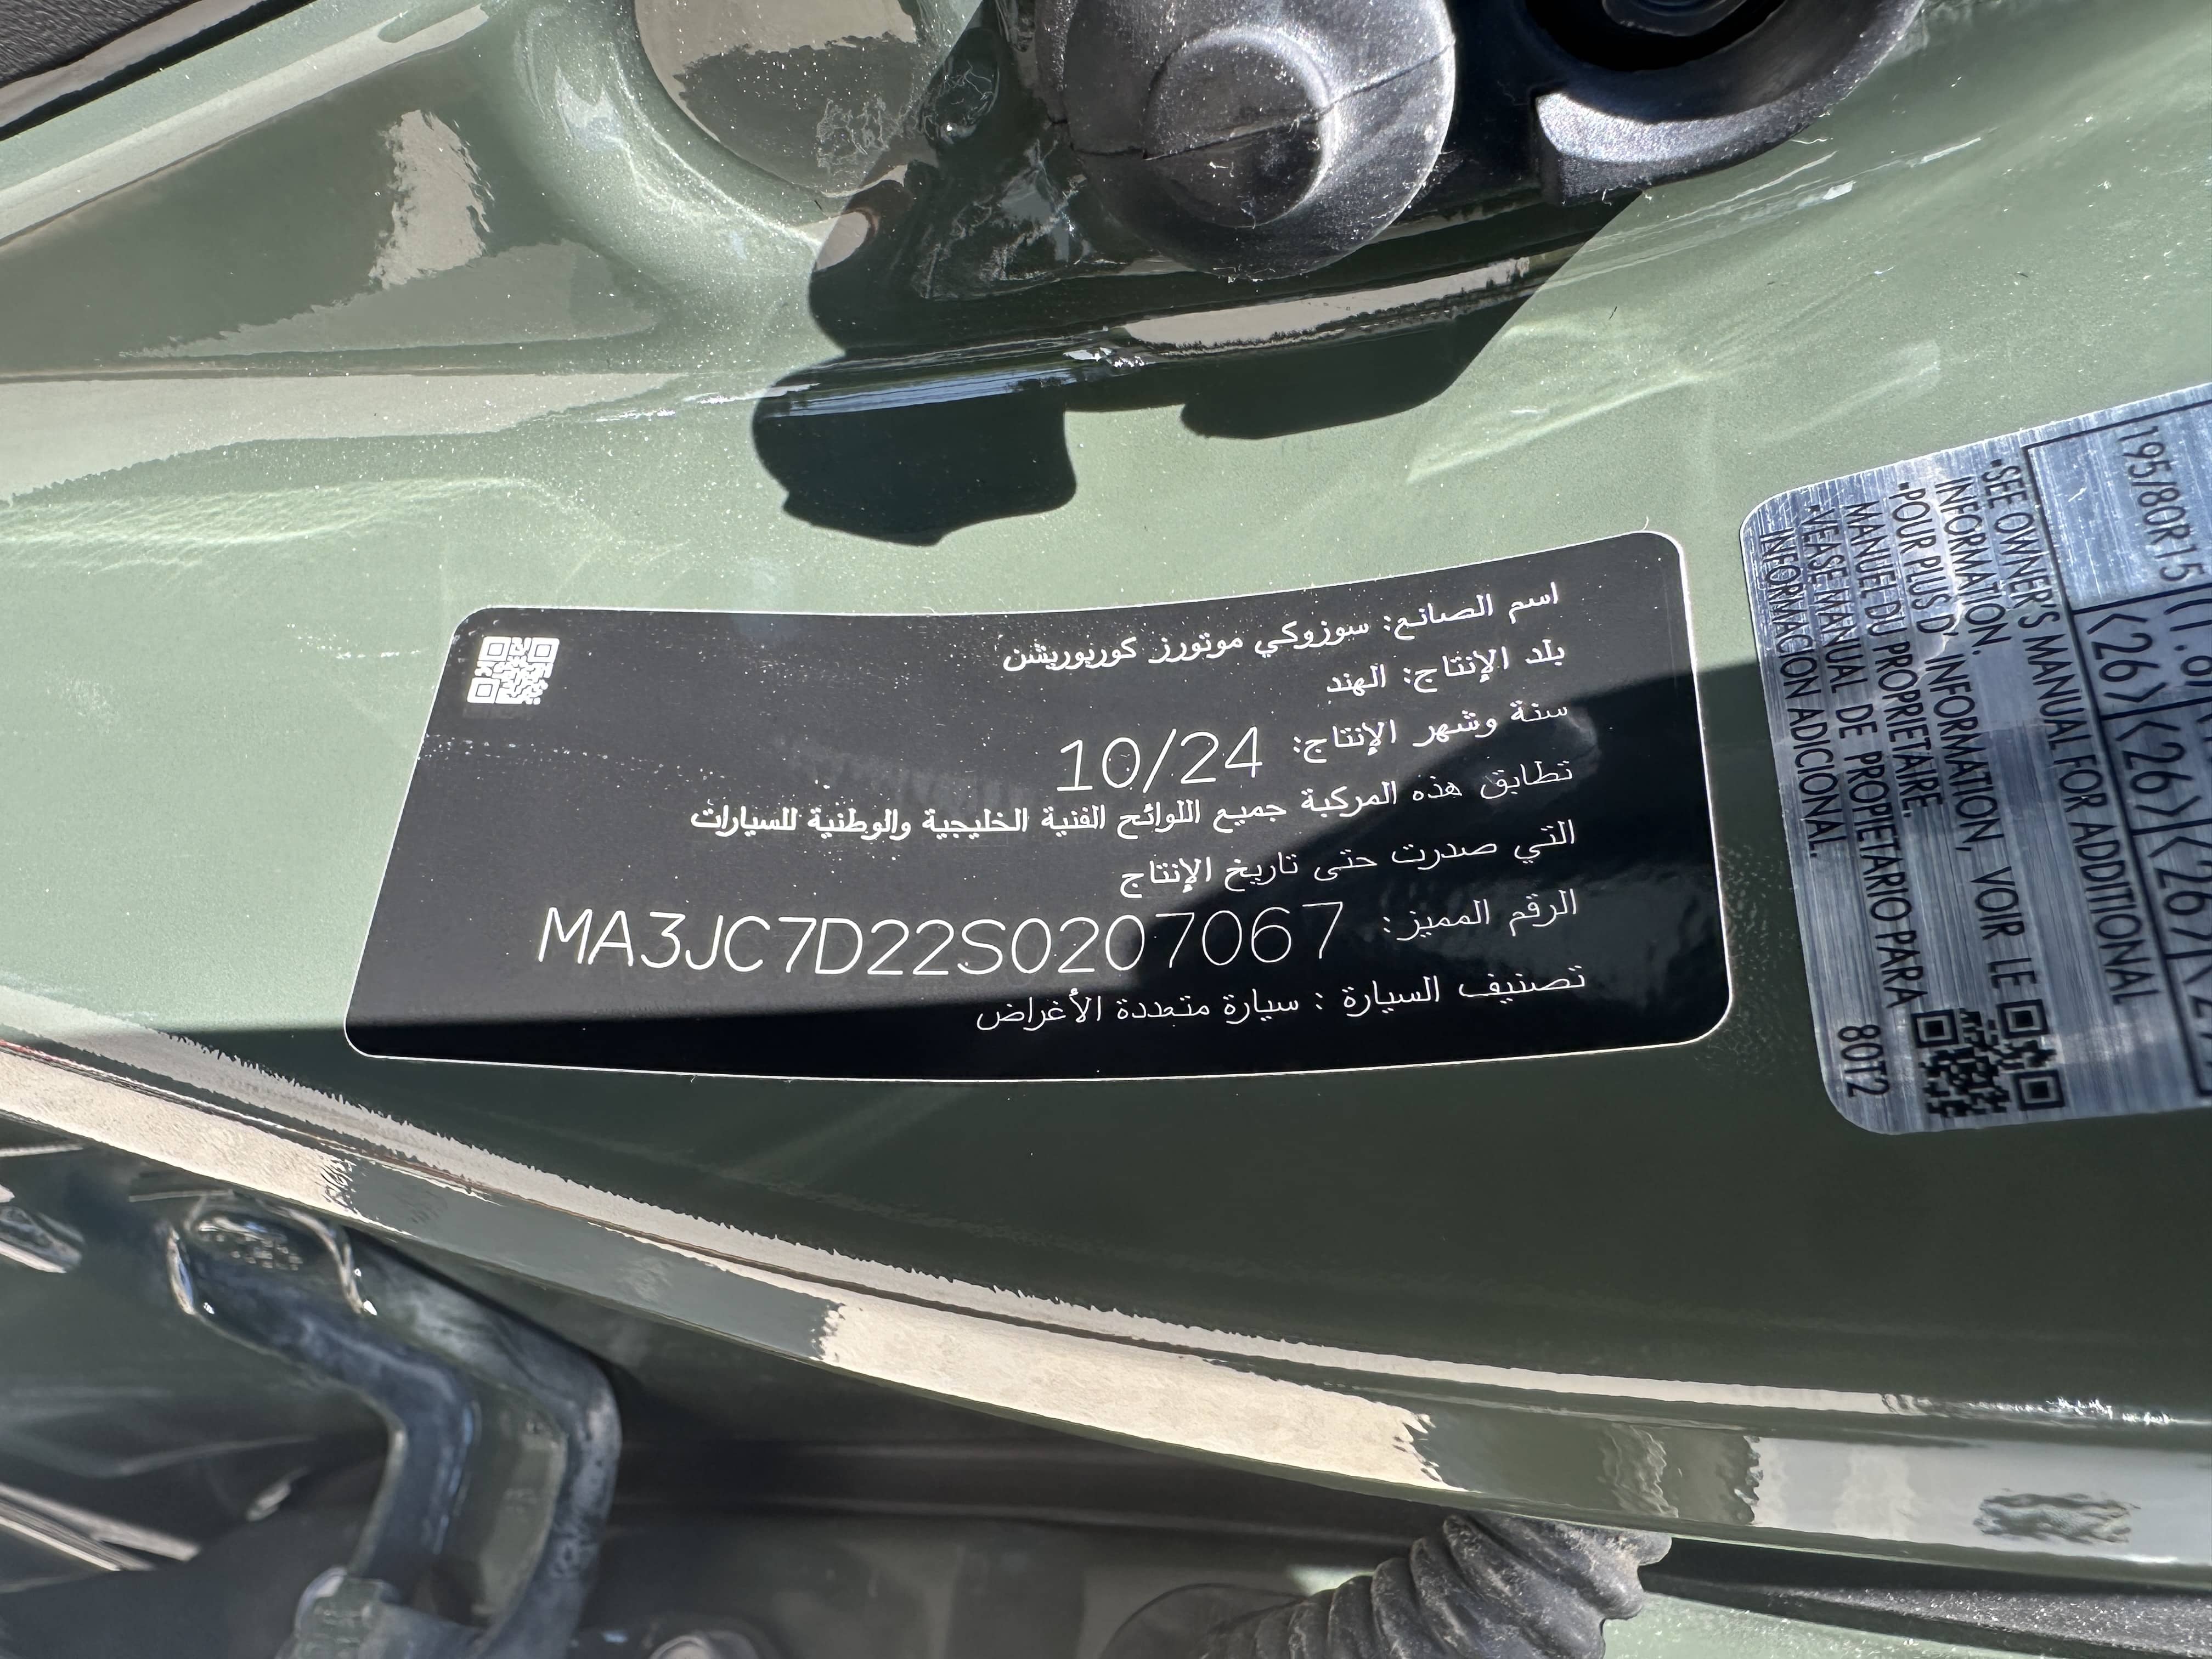 اسم الصانع: سوزوكي موتورز كوربوريشن
بلد الإنتاج: الهند
سنة وشهر الإنتاج: 10/24
تطابق هذه المركبة جميع اللوائح الفنية الخليجية والوطنية للسيارات
التي صدرت حتى تاريخ الإنتاج
الرقم المميز: MA3JC7D22S0207067
تصنيف السيارة : سيارة متعددة الأغراض
195/80R15
<26> <26> <26>
*SEE OWNER'S MANUAL FOR ADDITIONAL
INFORMATION.
*POUR PLUS D' INFORMATION, VOIR LE
MANUEL DU PROPRIETAIRE.
*VEASE MANUAL DE PROPIETARIO PARA
INFORMACION ADICIONAL.
80T2